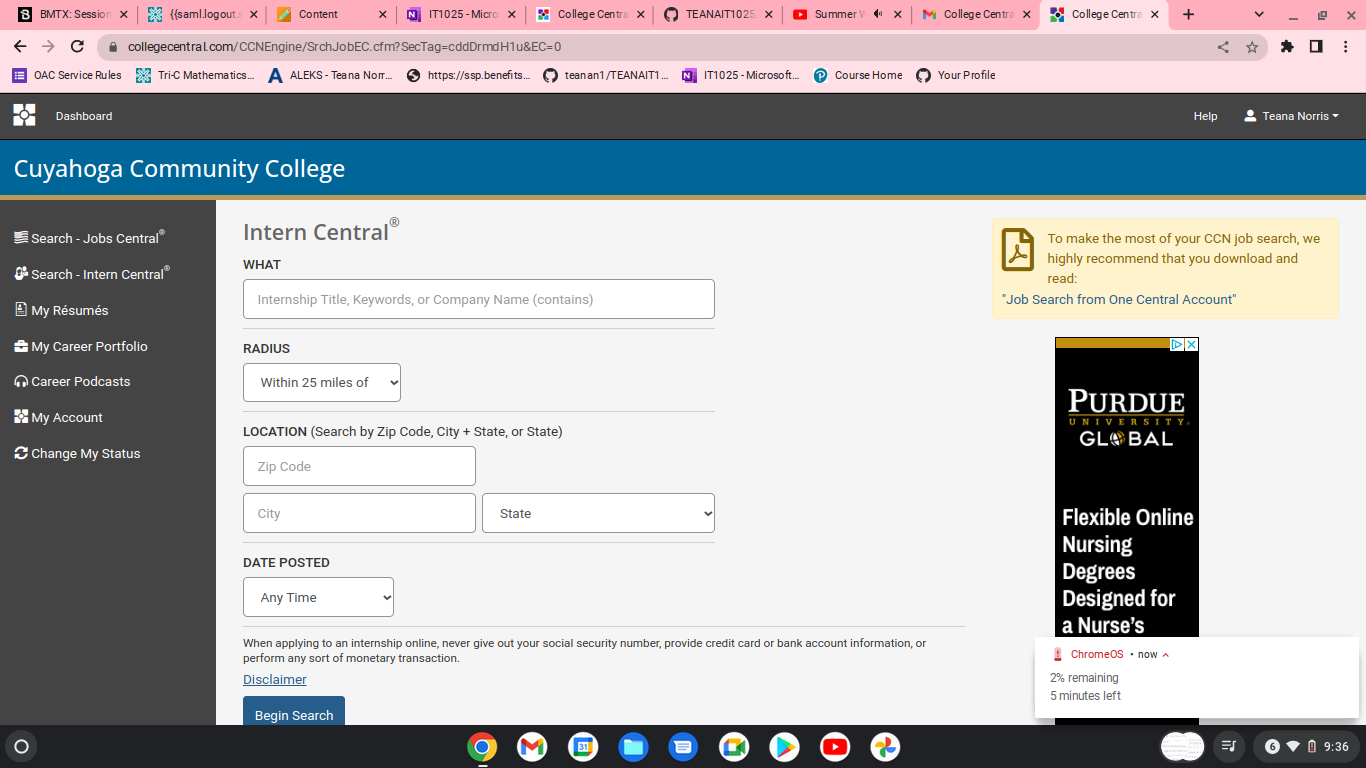 BMTX: Session
{{saml.logout.s
Content
IT1025 - Micros
College Centra
TEANAIT1025
Summer W
College Centra
College Centra
collegecentral.com/CCNEngine/SrchJobEC.cfm?SecTag=cddDrmdH1u&EC=0
OAC Service Rules
Tri-C Mathematics...
ALEKS - Teana Norr...
https://ssp.benefits...
teanan1/TEANAIT1...
IT1025 - Microsoft...
Course Home
Your Profile
Dashboard
Help
Teana Norris
Cuyahoga Community College
Search - Jobs Central®
Search - Intern Central®
My Résumés
My Career Portfolio
Career Podcasts
My Account
Change My Status
Intern Central®
WHAT
Internship Title, Keywords, or Company Name (contains)
RADIUS
Within 25 miles of
LOCATION (Search by Zip Code, City + State, or State)
Zip Code
City
State
DATE POSTED
Any Time
When applying to an internship online, never give out your social security number, provide credit card or bank account information, or
perform any sort of monetary transaction.
Disclaimer
Begin Search
To make the most of your CCN job search, we
highly recommend that you download and
read:
"Job Search from One Central Account"
PURDUE
UNIVERSITY.
GLOBAL
Flexible Online
Nursing
Degrees
Designed for
a Nurse's
ChromeOS • now
2% remaining
5 minutes left
31
6
9:36